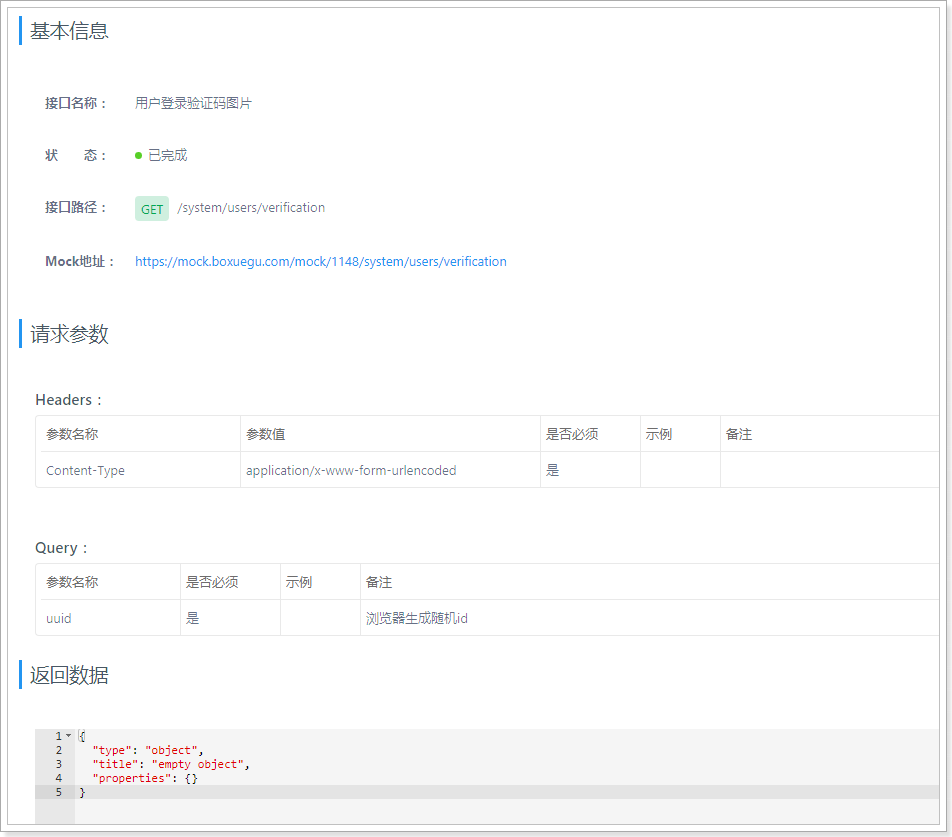 基本信息
接口名称： 用户登录验证码图片
状　　态： 已完成
接口路径： GET /system/users/verification
Mock地址： https://mock.boxuegu.com/mock/1148/system/users/verification
请求参数
Headers：
参数名称 参数值 是否必须 示例 备注
Content-Type application/x-www-form-urlencoded 是
Query：
参数名称 是否必须 示例 备注
uuid 是 浏览器生成随机id
返回数据
1 {
2 "type": "object",
3 "title": "empty object",
4 "properties": {}
5 }